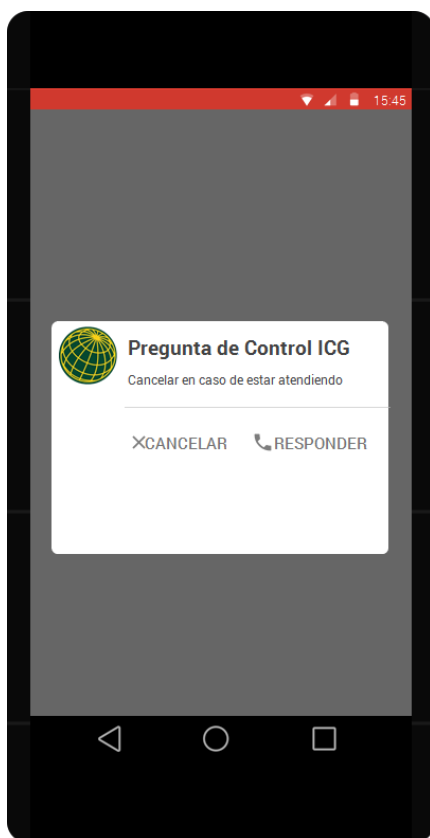 15:45
Pregunta de Control ICG
Cancelar en caso de estar atendiendo
CANCELAR RESPONDER